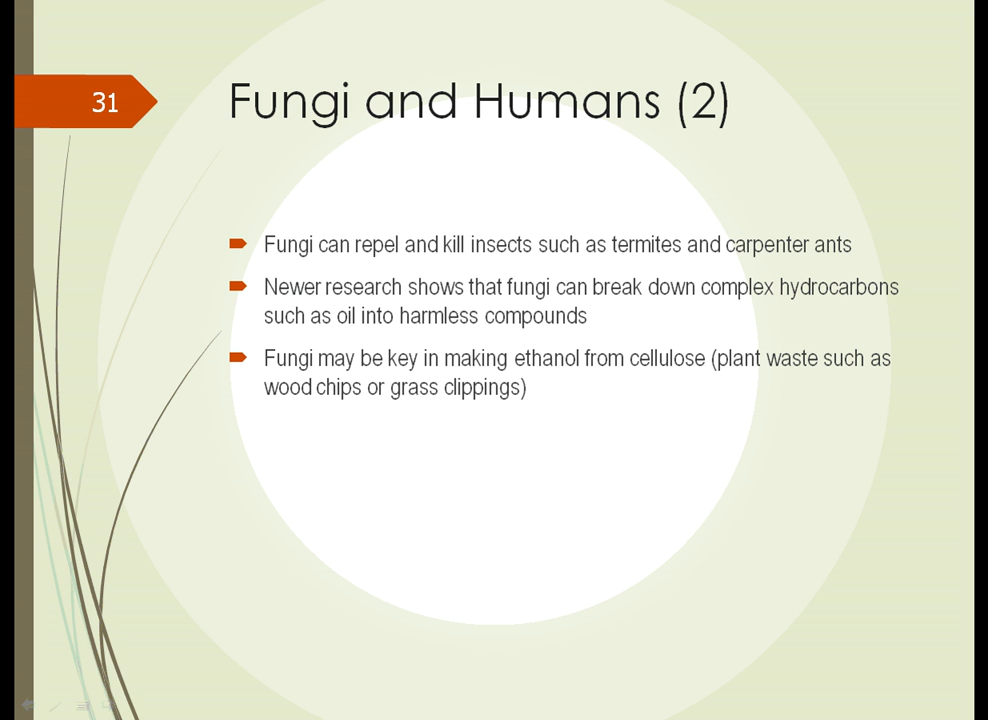 31
Fungi and Humans (2)
Fungi can repel and kill insects such as termites and carpenter ants
Newer research shows that fungi can break down complex hydrocarbons
such as oil into harmless compounds
Fungi may be key in making ethanol from cellulose (plant waste such as
wood chips or grass clippings)